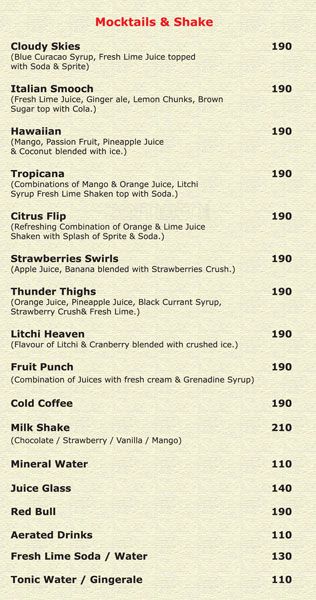 Mocktails & Shake
Cloudy Skies 190
(Blue Curacao Syrup, Fresh Lime Juice topped
with Soda & Sprite)
Italian Smooch 190
(Fresh Lime Juice, Ginger ale, Lemon Chunks, Brown
Sugar top with Cola.)
Hawaiian 190
(Mango, Passion Fruit, Pineapple Juice
& Coconut blended with ice.)
Tropicana 190
(Combinations of Mango & Orange Juice, Litchi
Syrup Fresh Lime Shaken top with Soda.)
Citrus Flip 190
(Refreshing Combination of Orange & Lime Juice
Shaken with Splash of Sprite & Soda.)
Strawberries Swirls 190
(Apple Juice, Banana blended with Strawberries Crush.)
Thunder Thighs 190
(Orange Juice, Pineapple Juice, Black Currant Syrup,
Strawberry Crush& Fresh Lime.)
Litchi Heaven 190
(Flavour of Litchi & Cranberry blended with crushed ice.)
Fruit Punch 190
(Combination of Juices with fresh cream & Grenadine Syrup)
Cold Coffee 190
Milk Shake 210
(Chocolate / Strawberry / Vanilla / Mango)
Mineral Water 110
Juice Glass 140
Red Bull 190
Aerated Drinks 110
Fresh Lime Soda / Water 130
Tonic Water / Gingerale 110